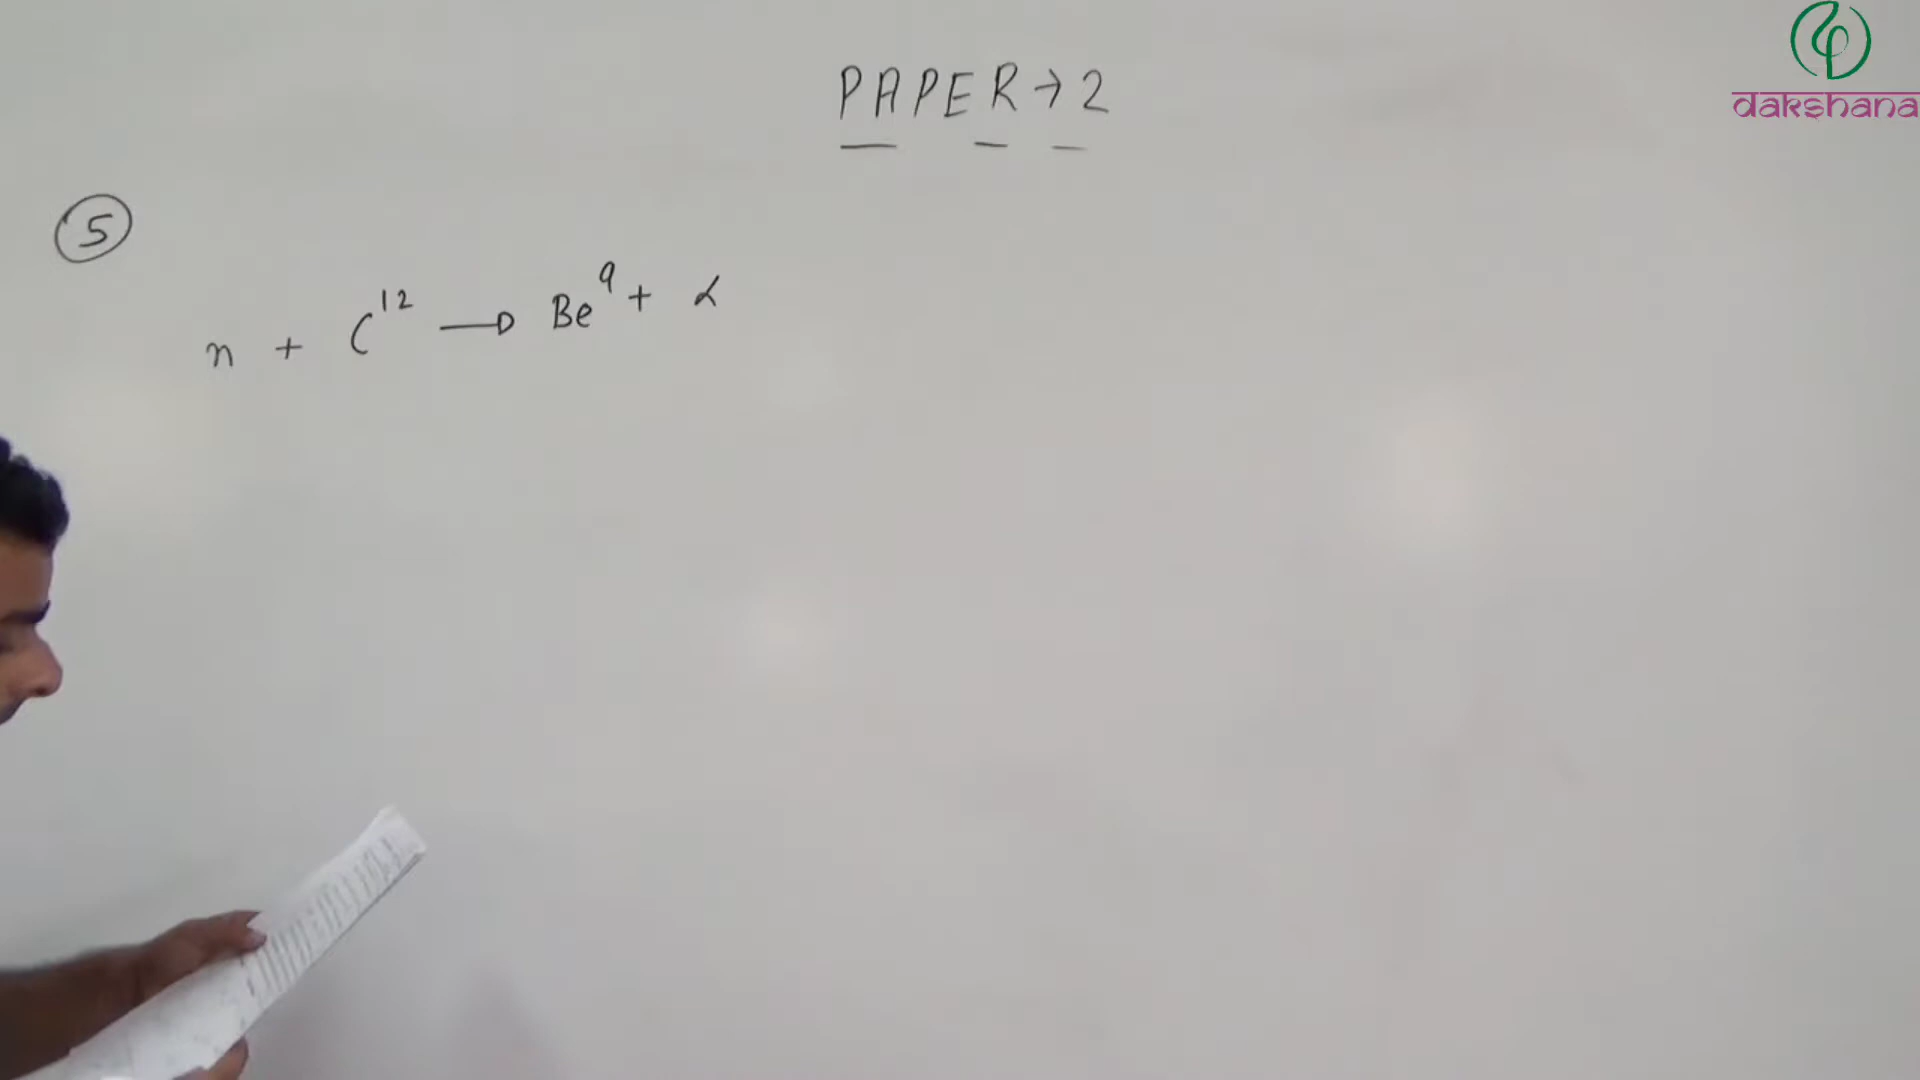 dakshana
PAPER → 2
5
n + C¹² → Be⁹ + α